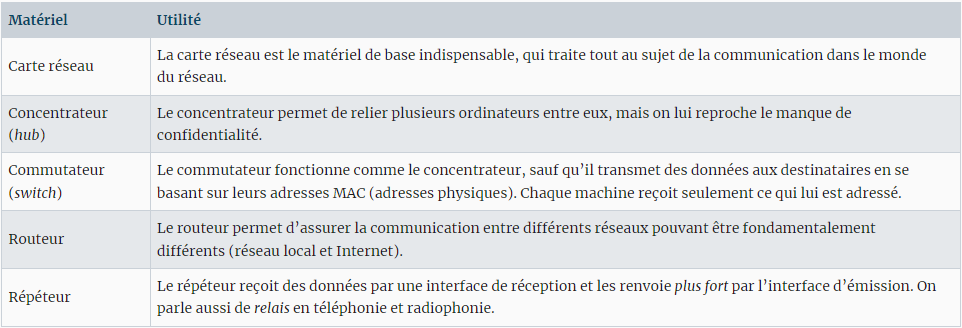 Matériel
Utilité
Carte réseau
La carte réseau est le matériel de base indispensable, qui traite tout au sujet de la communication dans le monde
du réseau.
Concentrateur
(hub)
Le concentrateur permet de relier plusieurs ordinateurs entre eux, mais on lui reproche le manque de
confidentialité.
Commutateur
(switch)
Le commutateur fonctionne comme le concentrateur, sauf qu’il transmet des données aux destinataires en se
basant sur leurs adresses MAC (adresses physiques). Chaque machine reçoit seulement ce qui lui est adressé.
Routeur
Le routeur permet d’assurer la communication entre différents réseaux pouvant être fondamentalement
différents (réseau local et Internet).
Répéteur
Le répéteur reçoit des données par une interface de réception et les renvoie plus fort par l’interface d’émission. On
parle aussi de relais en téléphonie et radiophonie.